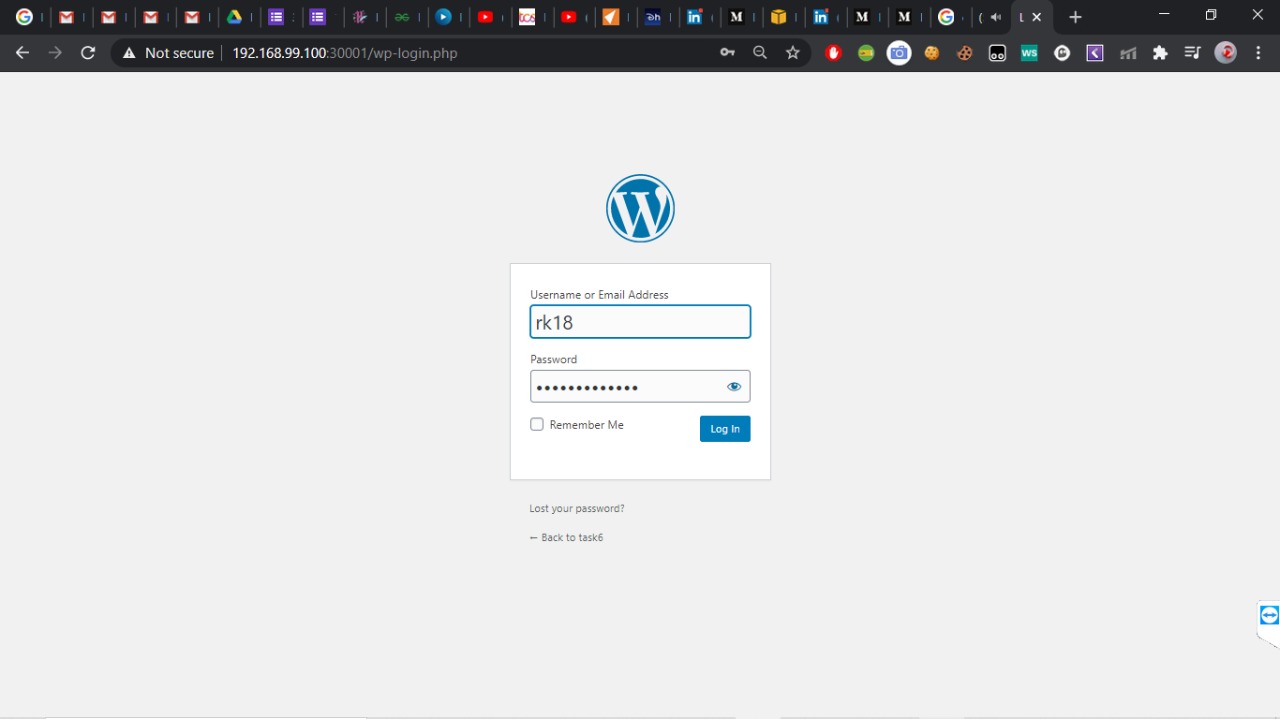 Not secure
192.168.99.100:30001/wp-login.php
Username or Email Address
rk18
Password
•••••••••••••
Remember Me
Log In
Lost your password?
← Back to task6